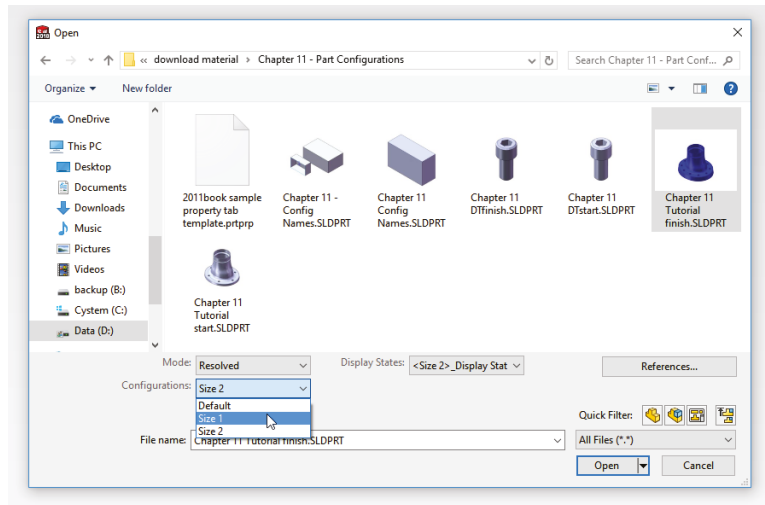 Open
« download material › Chapter 11 - Part Configurations
Search Chapter 11 - Part Conf...
Organize
New folder
OneDrive
This PC
Desktop
Documents
Downloads
Music
Pictures
Videos
backup (B:)
System (C:)
Data (D:)
2011book sample
property tab
template.prtprp
Chapter 11 -
Config
Names.SLDPRT
Chapter 11
Config
Names.SLDPRT
Chapter 11
DTfinish.SLDPRT
Chapter 11
DTstart.SLDPRT
Chapter 11
Tutorial
finish.SLDPRT
Chapter 11
Tutorial
start.SLDPRT
Mode: Resolved
Display States: <Size 2>_Display Stat
References...
Configurations: Size 2
Default
Size 1
Size 2
Quick Filter:
File name: Chapter 11 Tutorial finish.SLDPRT
All Files (*.*)
Open
Cancel